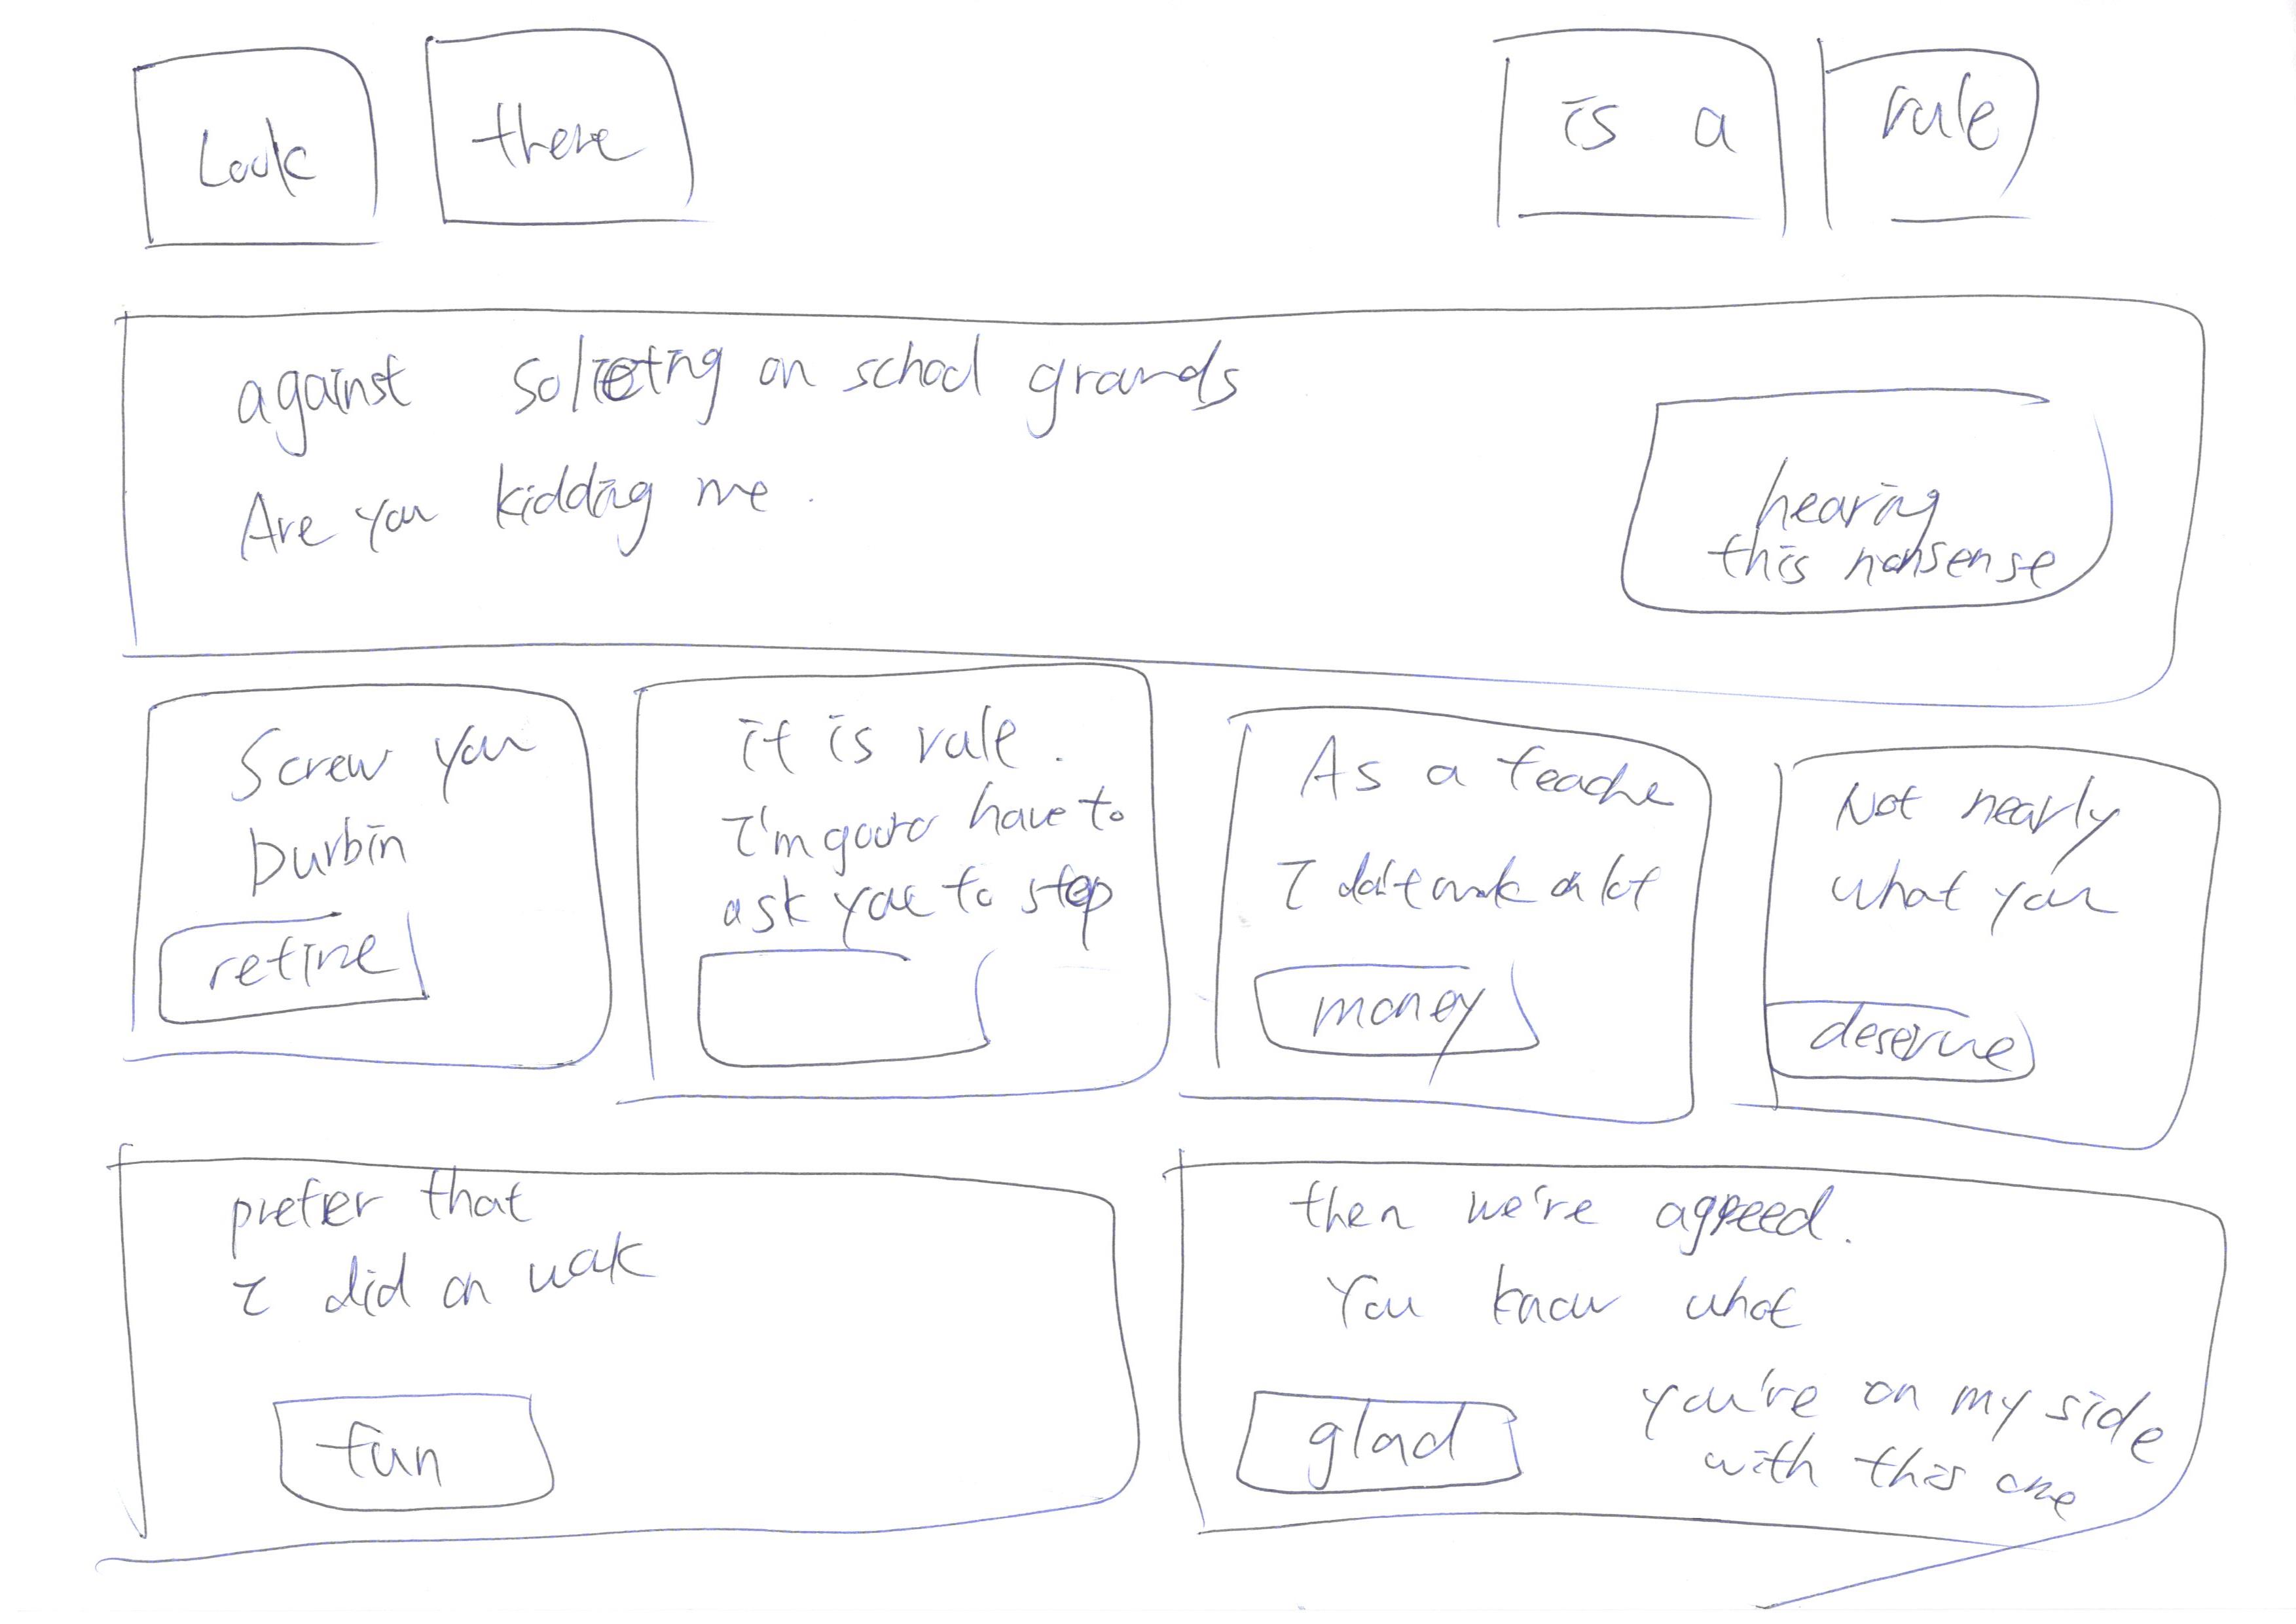 Look there is a rule
against soliciting on school grounds
Are you kidding me.
hearing
this nonsense
Screw you
Durbin
retire
it is rule.
I'm gonna have to
ask you to stop
As a teache
I don't make a lot
money
Not nearly
what you
deserve
prefer that
I did on
fun
then we're agreed.
You know what
glad
you're on my side
with this one